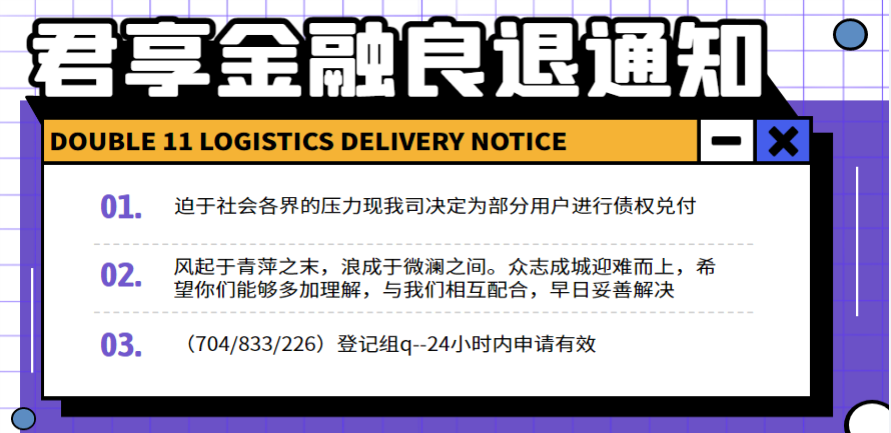 君享金融良退通知
DOUBLE 11 LOGISTICS DELIVERY NOTICE
01. 迫于社会各界的压力现我司决定为部分用户进行债权兑付
02. 风起于青萍之末，浪成于微澜之间。众志成城迎难而上，希
望你们能够多加理解，与我们相互配合，早日妥善解决
03. （704/833/226）登记组q--24小时内申请有效